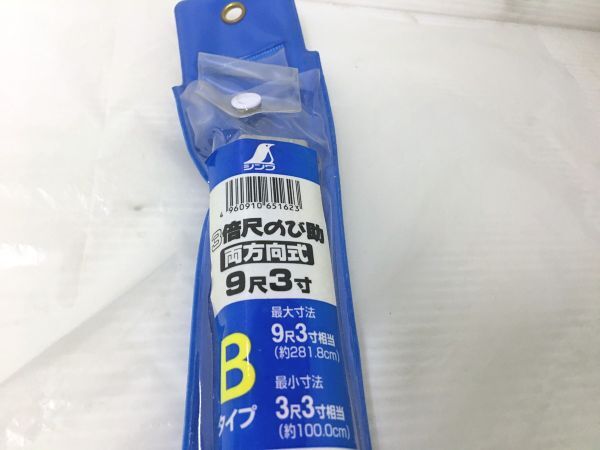 シンワ
4 960910 651623
3倍尺のび助
両方向式
9尺3寸
Bタイプ
最大寸法
9尺3寸相当
(約281.8cm)
最小寸法
3尺3寸相当
(約100.0cm)